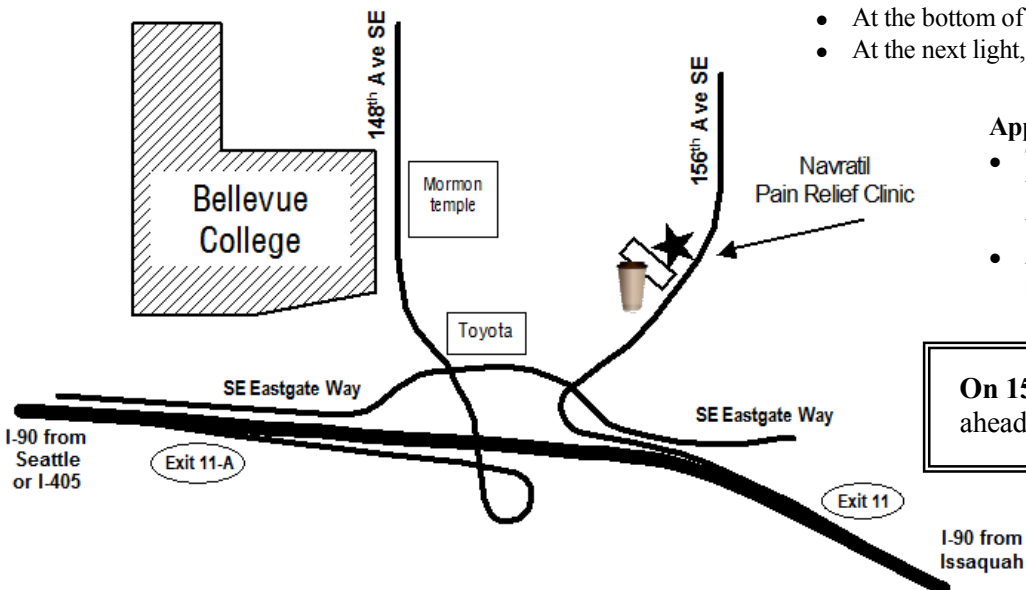 At the bottom of
At the next light,
148th Ave SE
156th Ave SE
Navratil
Pain Relief Clinic
Mormon
temple
Bellevue
College
Toyota
SE Eastgate Way
SE Eastgate Way
On 15
ahead
I-90 from
Seattle
or I-405
Exit 11-A
Exit 11
I-90 from
Issaquah